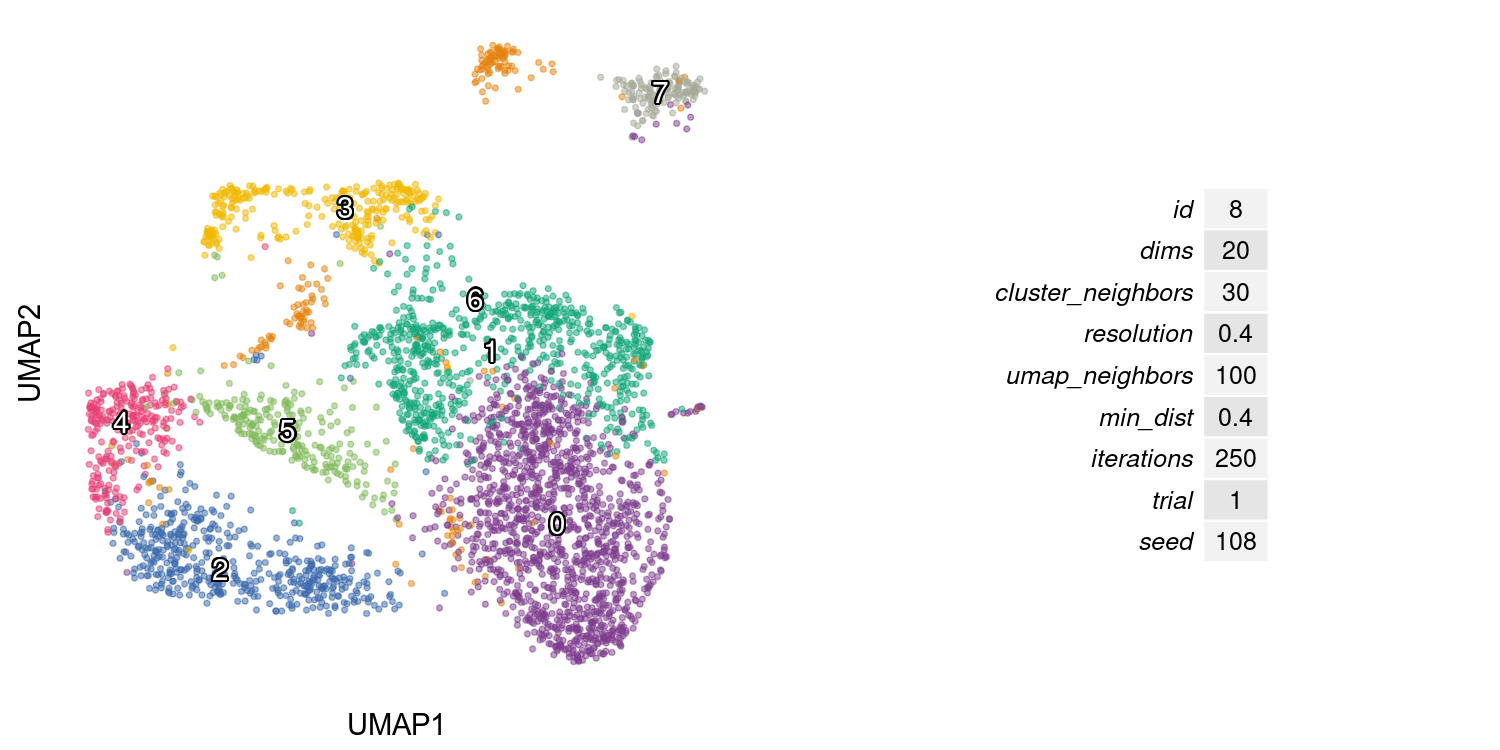 7
3
6
1
4
5
0
2
UMAP2
UMAP1
id 8
dims 20
cluster_neighbors 30
resolution 0.4
umap_neighbors 100
min_dist 0.4
iterations 250
trial 1
seed 108